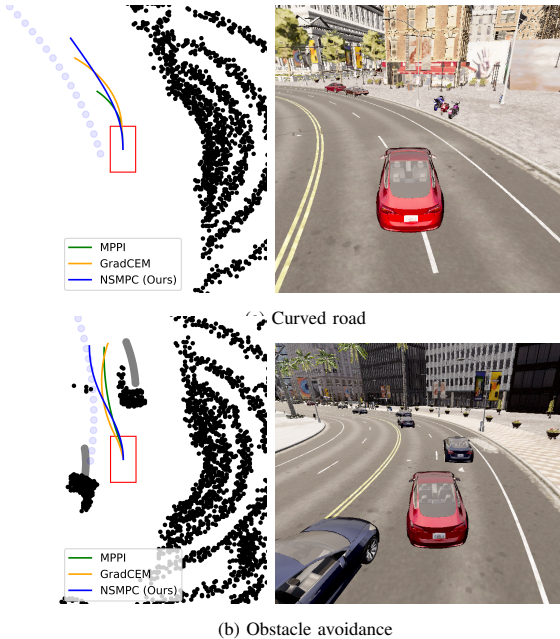 MPPI
GradCEM
NSMPC (Ours)
Curved road
MPPI
GradCEM
NSMPC (Ours)
(b) Obstacle avoidance